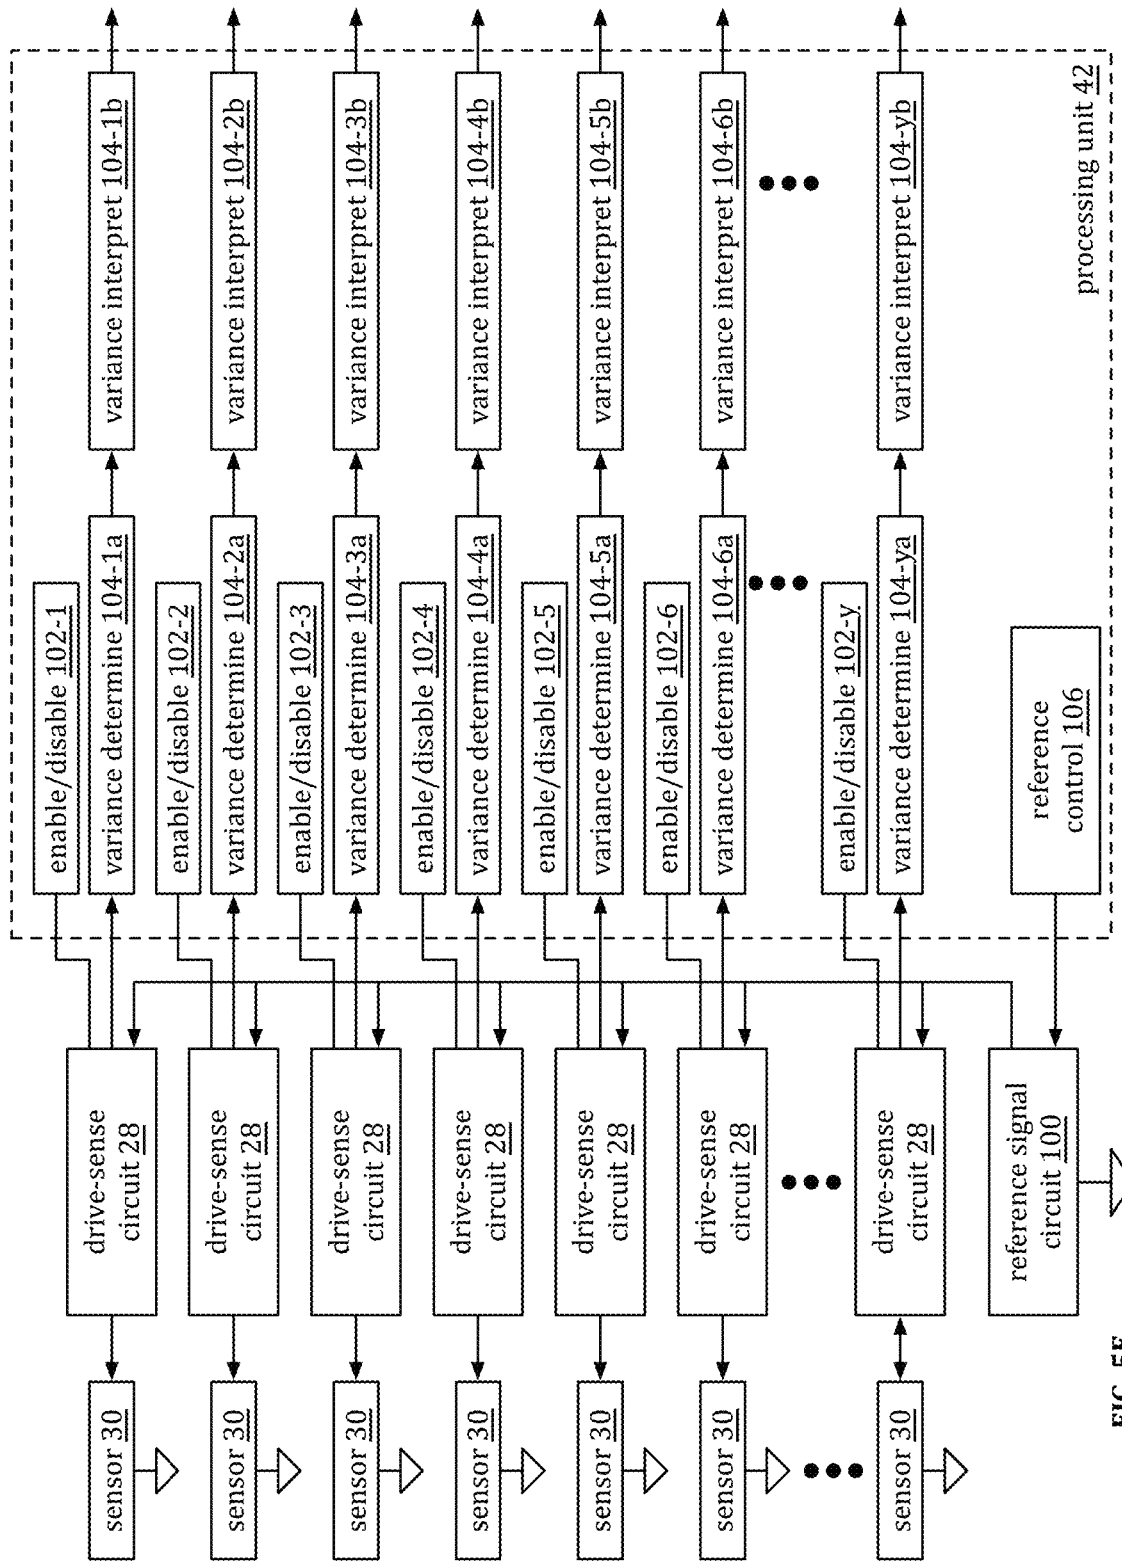 sensor 30
drive-sense
circuit 28
enable/disable 102-1
variance determine 104-1a
variance interpret 104-1b
sensor 30
drive-sense
circuit 28
enable/disable 102-2
variance determine 104-2a
variance interpret 104-2b
sensor 30
drive-sense
circuit 28
enable/disable 102-3
variance determine 104-3a
variance interpret 104-3b
sensor 30
drive-sense
circuit 28
enable/disable 102-4
variance determine 104-4a
variance interpret 104-4b
sensor 30
drive-sense
circuit 28
enable/disable 102-5
variance determine 104-5a
variance interpret 104-5b
sensor 30
drive-sense
circuit 28
enable/disable 102-6
variance determine 104-6a
variance interpret 104-6b
sensor 30
drive-sense
circuit 28
enable/disable 102-y
variance determine 104-ya
variance interpret 104-yb
reference signal
circuit 100
reference
control 106
processing unit 42
FIG.